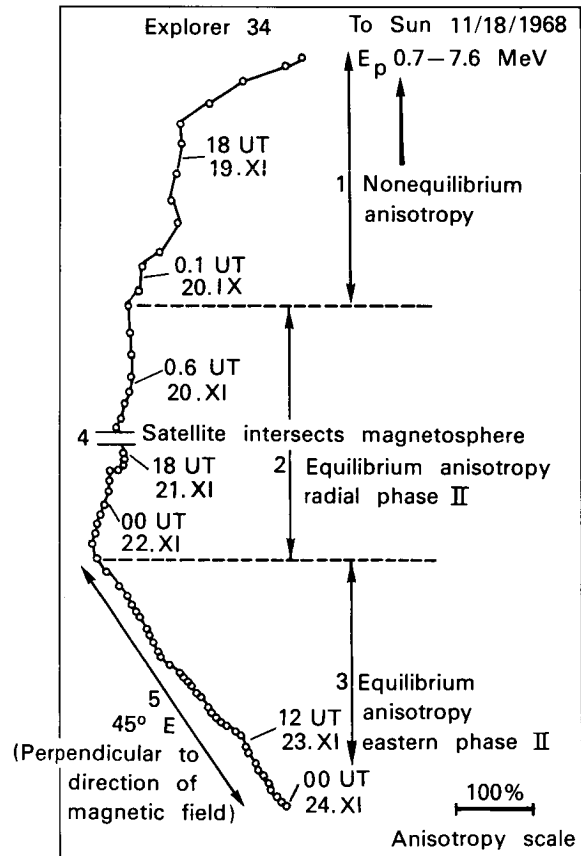 Explorer 34
To Sun 11/18/1968
Ep 0.7—7.6 MeV
18 UT
19.XI
1 Nonequilibrium
anisotropy
0.1 UT
20.IX
0.6 UT
20.XI
4 Satellite intersects magnetosphere
18 UT
21.XI
2 Equilibrium anisotropy
radial phase II
00 UT
22.XI
3 Equilibrium
anisotropy
eastern phase II
5
45° E
(Perpendicular to
direction of
magnetic field)
12 UT
23.XI
00 UT
24.XI
100%
Anisotropy scale